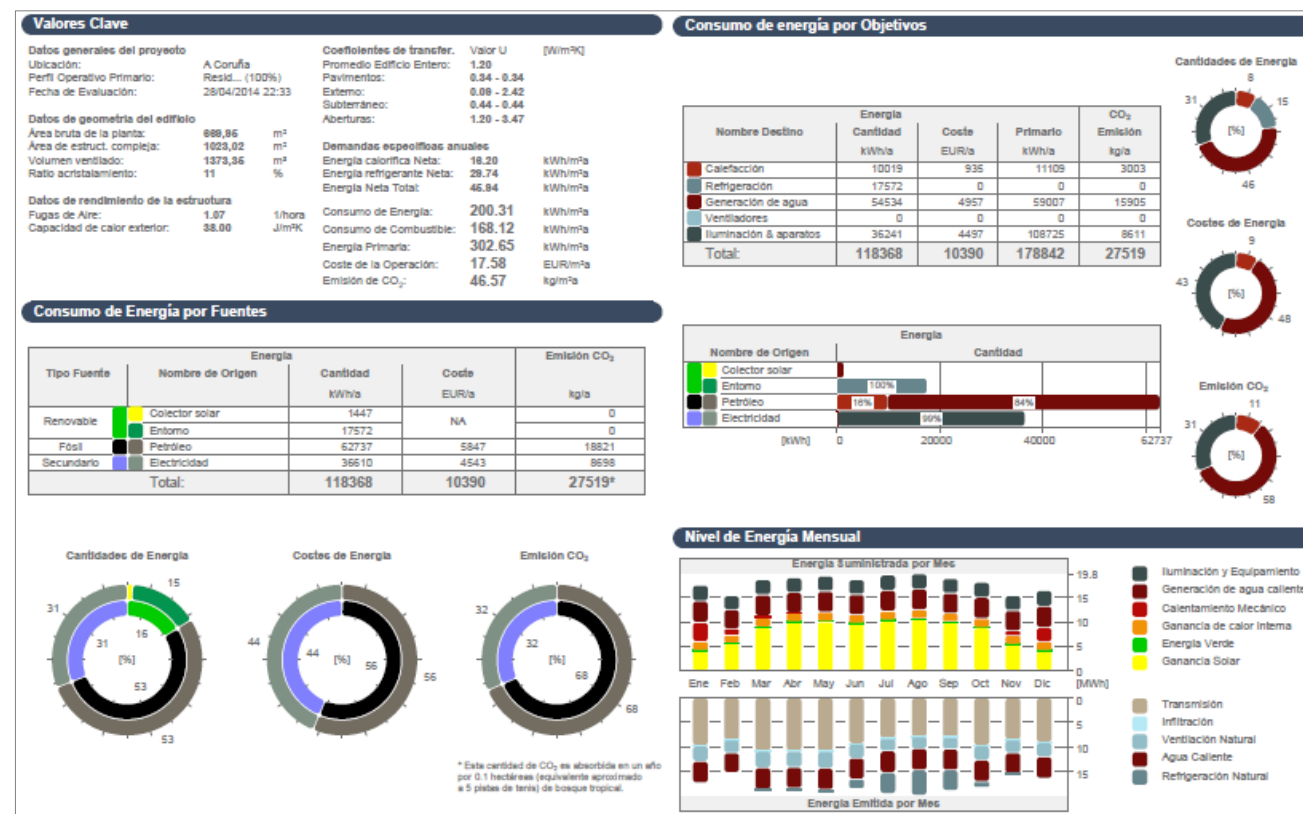 Valores Clave
Datos generales del proyecto
Ubicación: A Coruña
Perfil Operativo Primario: Resid... (100%)
Fecha de Evaluación: 28/04/2014 22:33
Datos de geometría del edificio
Área bruta de la planta: 669,86 m²
Área de estruct. compleja: 1023,02 m²
Volumen ventilado: 1373,36 m³
Ratio acristalamiento: 11 %
Datos de rendimiento de la estructura
Fugas de Aire: 1.07 1/hora
Capacidad de calor exterior: 38.00 J/m²K
Coeficientes de transfer. Valor U [W/m²K]
Promedio Edificio Entero: 1.20
Pavimentos: 0.34 - 0.34
Externo: 0.09 - 2.42
Subterráneo: 0.44 - 0.44
Aberturas: 1.20 - 3.47
Demandas específicas anuales
Energía calorífica Neta: 16.20 kWh/m²a
Energía refrigerante Neta: 29.74 kWh/m²a
Energía Neta Total: 45.94 kWh/m²a
Consumo de Energía: 200.31 kWh/m²a
Consumo de Combustible: 168.12 kWh/m²a
Energía Primaria: 302.65 kWh/m²a
Coste de la Operación: 17.58 EUR/m²a
Emisión de CO₂: 46.57 kg/m²a
Consumo de Energía por Fuentes
Energía Emisión CO₂
Tipo Fuente Nombre de Origen Cantidad Coste
kWh/a EUR/a kg/a
Renovable Colector solar 1447 NA 0
Entorno 17572 0
Fósil Petróleo 62737 5847 18821
Secundario Electricidad 36610 4543 8698
Total: 118368 10390 27519*
Cantidades de Energía
15
31
16
31
[%]
53
53
Costes de Energía
44
44
[%]
56
56
Emisión CO₂
32
32
[%]
68
68
* Esta cantidad de CO₂ es absorbida en un año
por 0.1 hectáreas (equivalente aproximado
a 5 pistas de tenis) de bosque tropical.
Consumo de energía por Objetivos
Energía CO₂
Nombre Destino Cantidad Coste Primario Emisión
kWh/a EUR/a kWh/a kg/a
Calefacción 10019 935 11109 3003
Refrigeración 17572 0 0 0
Generación de agua 54534 4957 59007 15905
Ventiladores 0 0 0 0
Iluminación & aparatos 36241 4497 108725 8611
Total: 118368 10390 178842 27519
Energía
Nombre de Origen Cantidad
Colector solar
Entorno 100%
Petróleo 16% 84%
Electricidad 99%
[kWh] 0 20000 40000 62737
Cantidades de Energía
8
31
15
[%]
46
Costes de Energía
9
43
[%]
48
Emisión CO₂
11
31
[%]
58
Nivel de Energía Mensual
Energía Suministrada por Mes
19.8
15
10
5
0
Ene Feb Mar Abr May Jun Jul Ago Sep Oct Nov Dic [MWh]
0
5
10
15
Energía Emitida por Mes
Iluminación y Equipamiento
Generación de agua caliente
Calentamiento Mecánico
Ganancia de calor Interna
Energía Verde
Ganancia Solar
Transmisión
Infiltración
Ventilación Natural
Agua Caliente
Refrigeración Natural